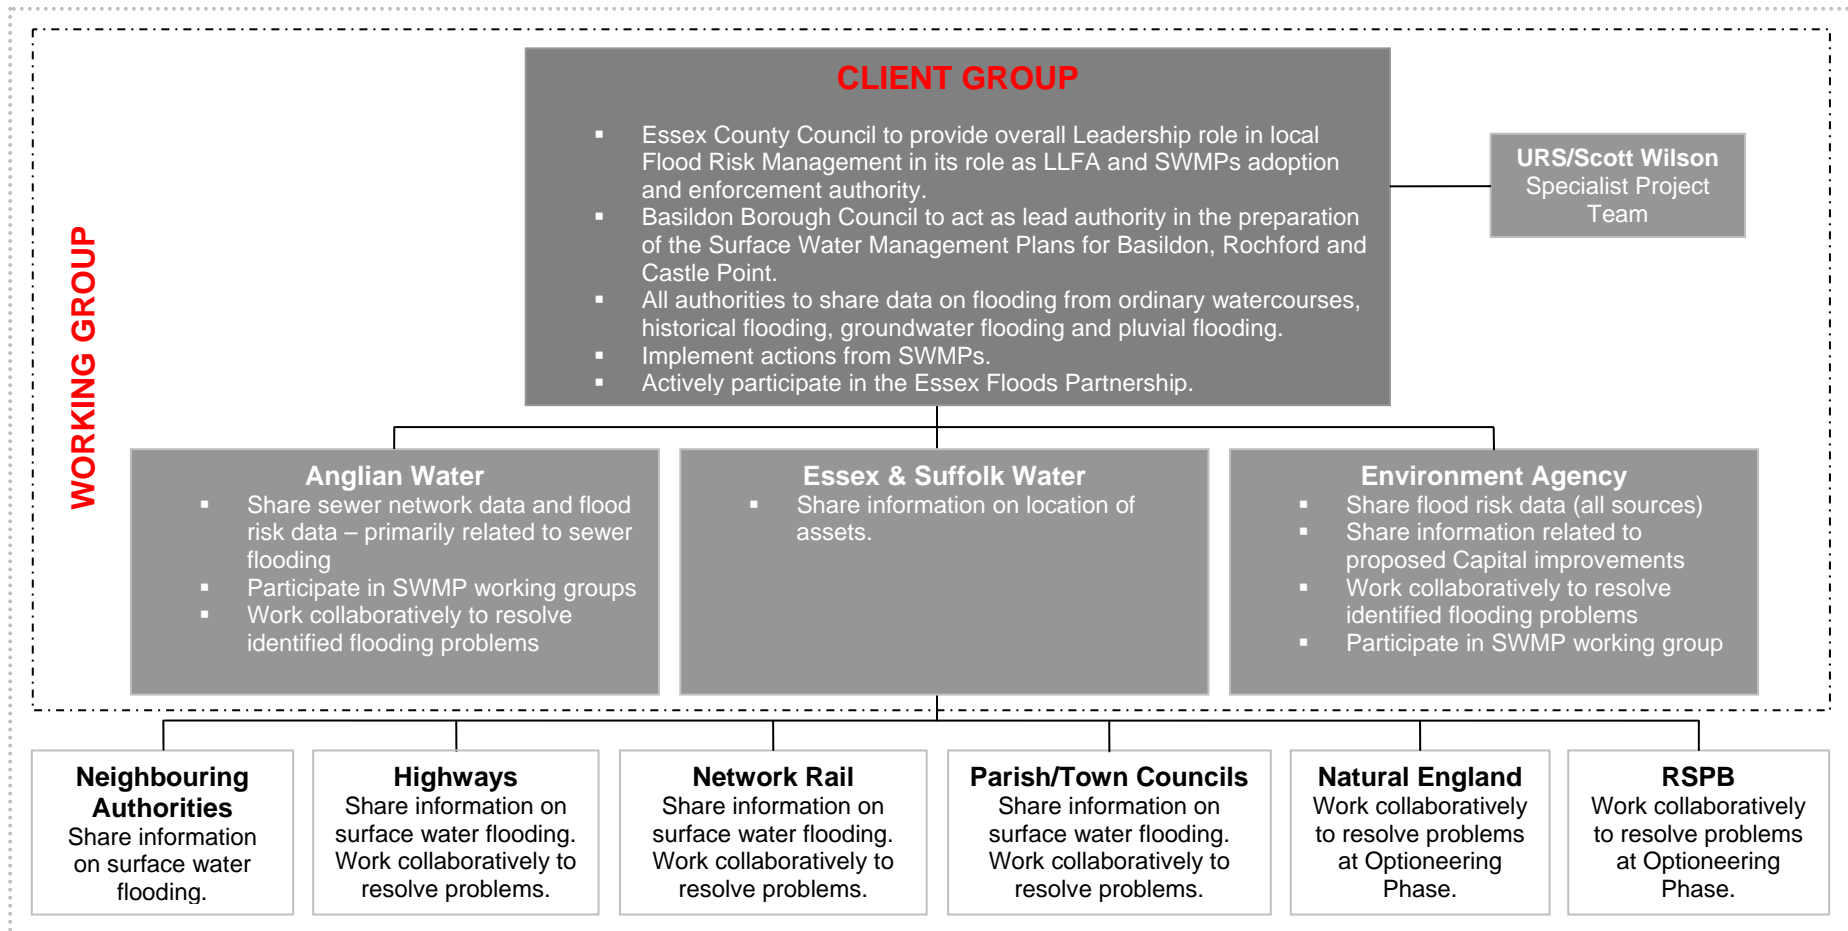 CLIENT GROUP
▪ Essex County Council to provide overall Leadership role in local
Flood Risk Management in its role as LLFA and SWMPs adoption
and enforcement authority.
▪ Basildon Borough Council to act as lead authority in the preparation
of the Surface Water Management Plans for Basildon, Rochford and
Castle Point.
▪ All authorities to share data on flooding from ordinary watercourses,
historical flooding, groundwater flooding and pluvial flooding.
▪ Implement actions from SWMPs.
▪ Actively participate in the Essex Floods Partnership.
URS/Scott Wilson
Specialist Project
Team
WORKING GROUP
Anglian Water
▪ Share sewer network data and flood
risk data – primarily related to sewer
flooding
▪ Participate in SWMP working groups
▪ Work collaboratively to resolve
identified flooding problems
Essex & Suffolk Water
▪ Share information on location of
assets.
Environment Agency
▪ Share flood risk data (all sources)
▪ Share information related to
proposed Capital improvements
▪ Work collaboratively to resolve
identified flooding problems
▪ Participate in SWMP working group
Neighbouring
Authorities
Share information
on surface water
flooding.
Highways
Share information on
surface water flooding.
Work collaboratively to
resolve problems.
Network Rail
Share information on
surface water flooding.
Work collaboratively to
resolve problems.
Parish/Town Councils
Share information on
surface water flooding.
Work collaboratively to
resolve problems.
Natural England
Work collaboratively
to resolve problems
at Optioneering
Phase.
RSPB
Work collaboratively
to resolve problems
at Optioneering
Phase.